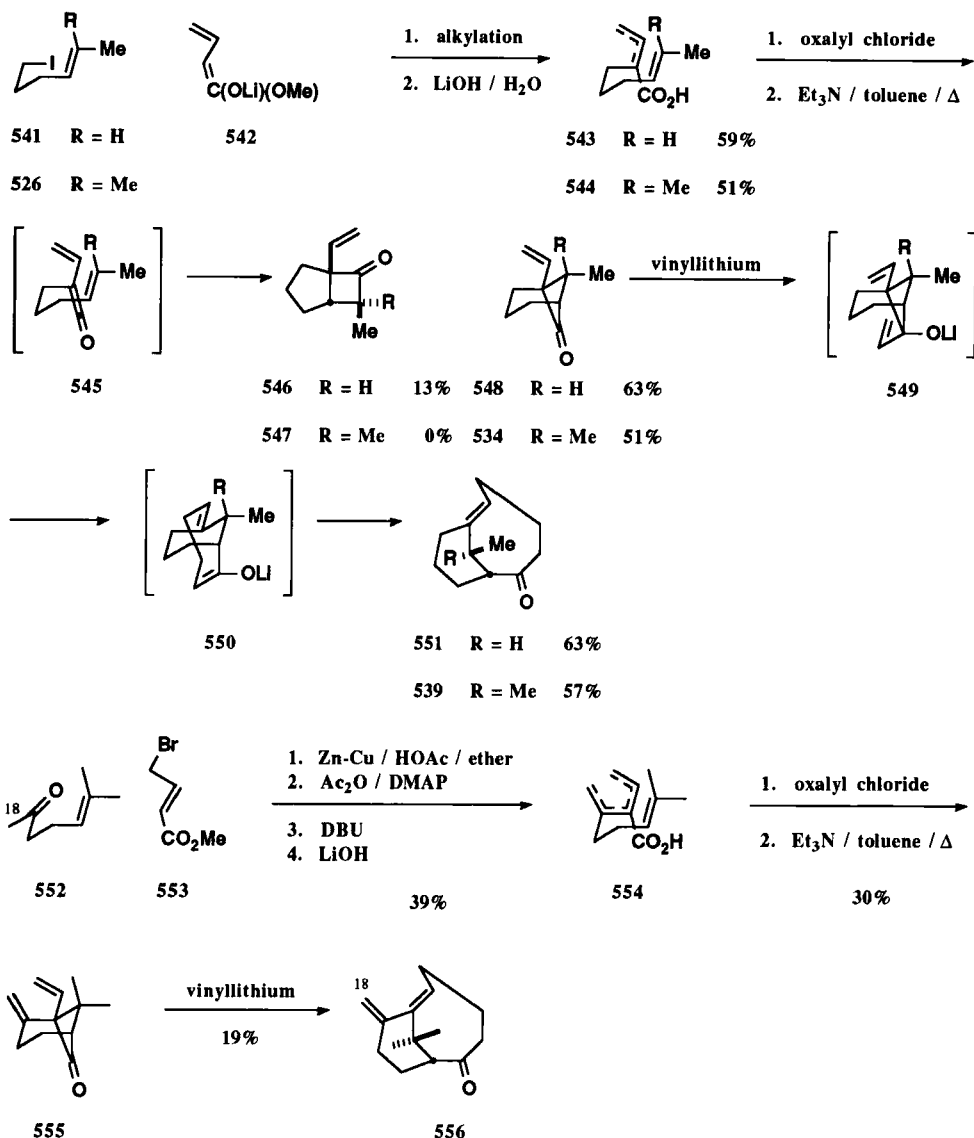 R
I
Me
C(OLi)(OMe)
1. alkylation
2. LiOH / H₂O
R
Me
CO₂H
1. oxalyl chloride
2. Et₃N / toluene / Δ
541 R = H
542
543 R = H 59%
526 R = Me
544 R = Me 51%
R
Me
O
O
R
Me
R
Me
O
vinyllithium
R
Me
OLi
545
546 R = H 13%
548 R = H 63%
549
547 R = Me 0%
534 R = Me 51%
R
Me
OLi
R
Me
O
550
551 R = H 63%
539 R = Me 57%
18
O
Br
CO₂Me
1. Zn-Cu / HOAc / ether
2. Ac₂O / DMAP
3. DBU
4. LiOH
CO₂H
1. oxalyl chloride
2. Et₃N / toluene / Δ
552
553
39%
554
30%
O
vinyllithium
19%
18
O
555
556